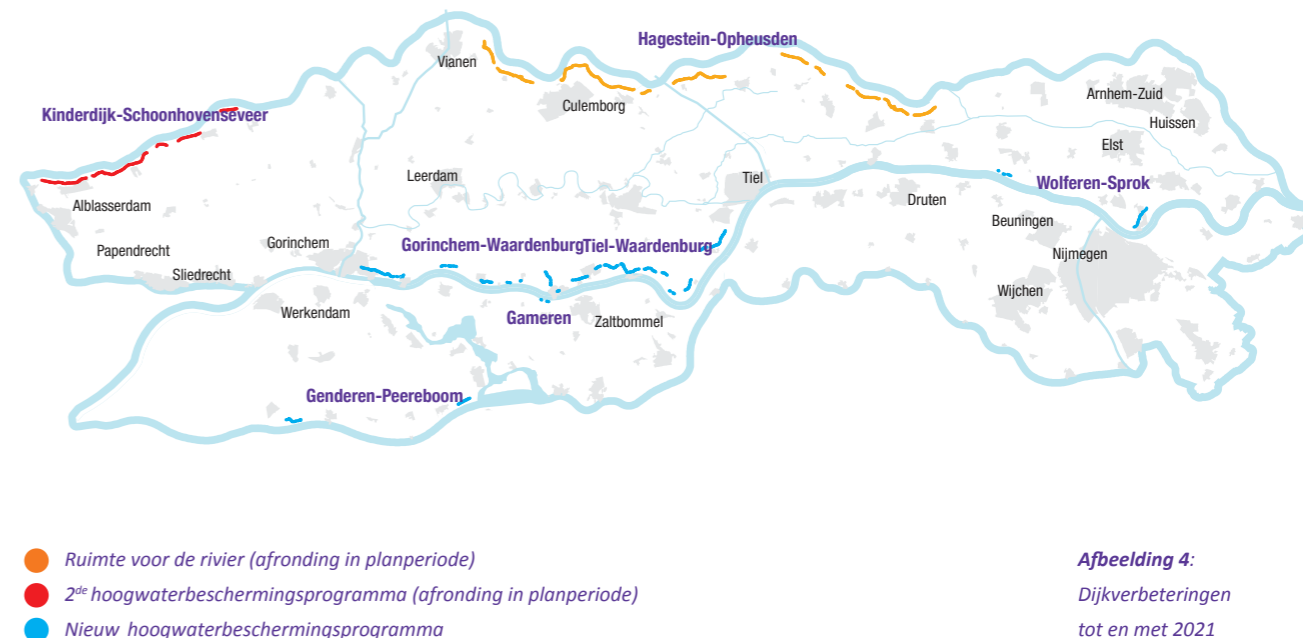 Hagestein-Opheusden
Vianen
Culemborg
Arnhem-Zuid
Huissen
Elst
Kinderdijk-Schoonhovenseveer
Leerdam
Tiel
Wolferen-Sprok
Alblasserdam
Druten
Beuningen
Papendrecht
Gorinchem
Gorinchem-Waardenburg
Tiel-Waardenburg
Nijmegen
Sliedrecht
Wijchen
Werkendam
Gameren
Zaltbommel
Genderen-Peereboom
Ruimte voor de rivier (afronding in planperiode)
2de hoogwaterbeschermingsprogramma (afronding in planperiode)
Nieuw hoogwaterbeschermingsprogramma
Afbeelding 4:
Dijkverbeteringen
tot en met 2021